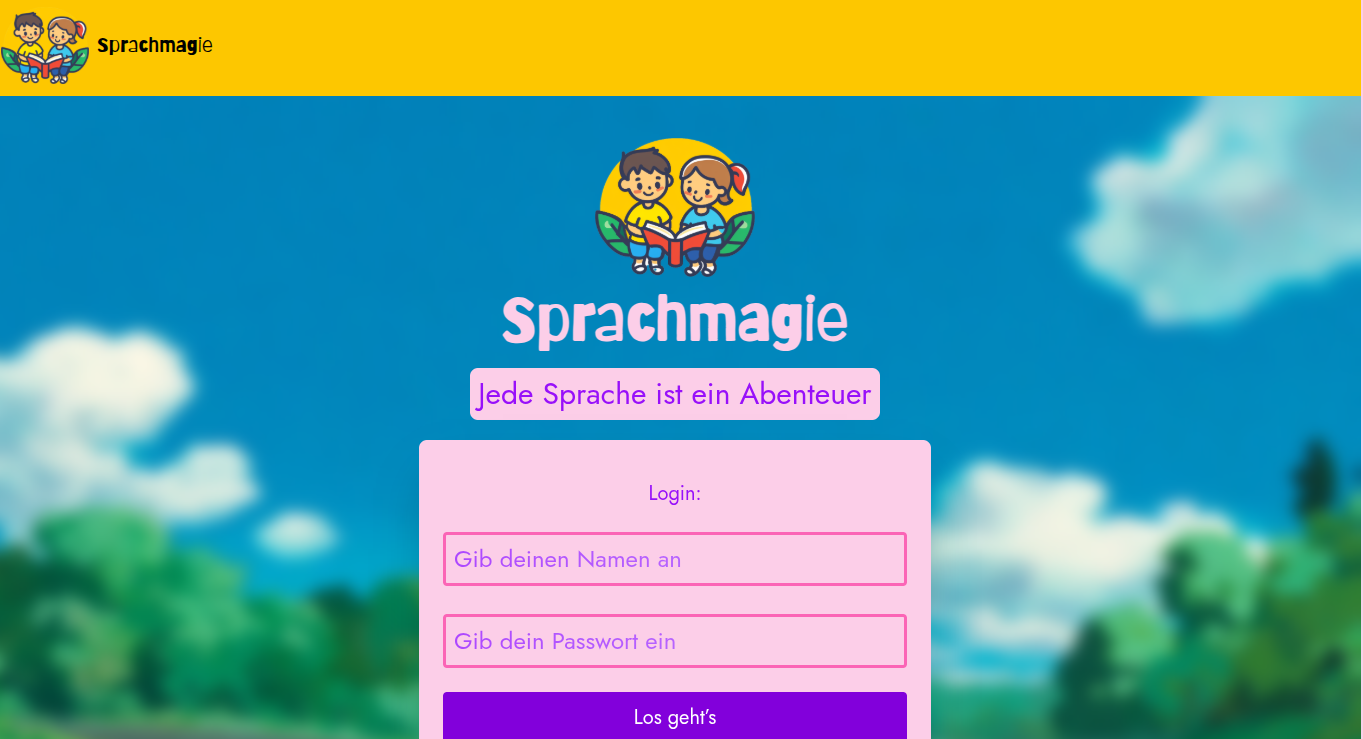 Sprachmagie
Sprachmagie
Jede Sprache ist ein Abenteuer
Login:
Gib deinen Namen an
Gib dein Passwort ein
Los geht's